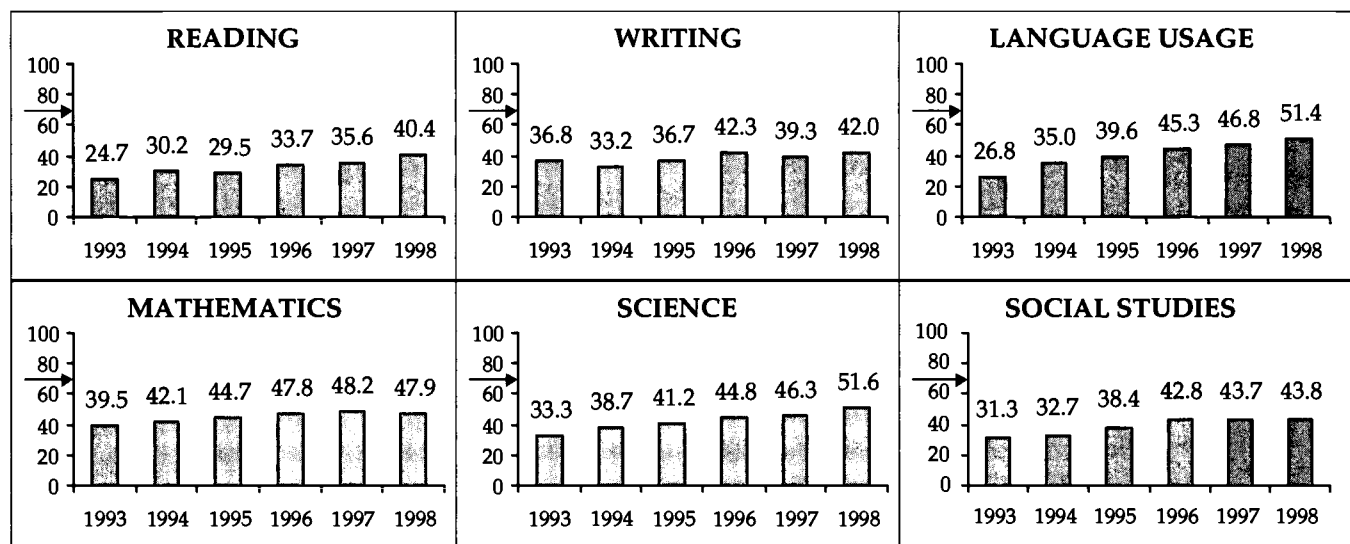 READING
100
80
60
40
20
0
24.7 30.2 29.5 33.7 35.6 40.4
1993 1994 1995 1996 1997 1998
WRITING
100
80
60
40
20
0
36.8 33.2 36.7 42.3 39.3 42.0
1993 1994 1995 1996 1997 1998
LANGUAGE USAGE
100
80
60
40
20
0
26.8 35.0 39.6 45.3 46.8 51.4
1993 1994 1995 1996 1997 1998
MATHEMATICS
100
80
60
40
20
0
39.5 42.1 44.7 47.8 48.2 47.9
1993 1994 1995 1996 1997 1998
SCIENCE
100
80
60
40
20
0
33.3 38.7 41.2 44.8 46.3 51.6
1993 1994 1995 1996 1997 1998
SOCIAL STUDIES
100
80
60
40
20
0
31.3 32.7 38.4 42.8 43.7 43.8
1993 1994 1995 1996 1997 1998